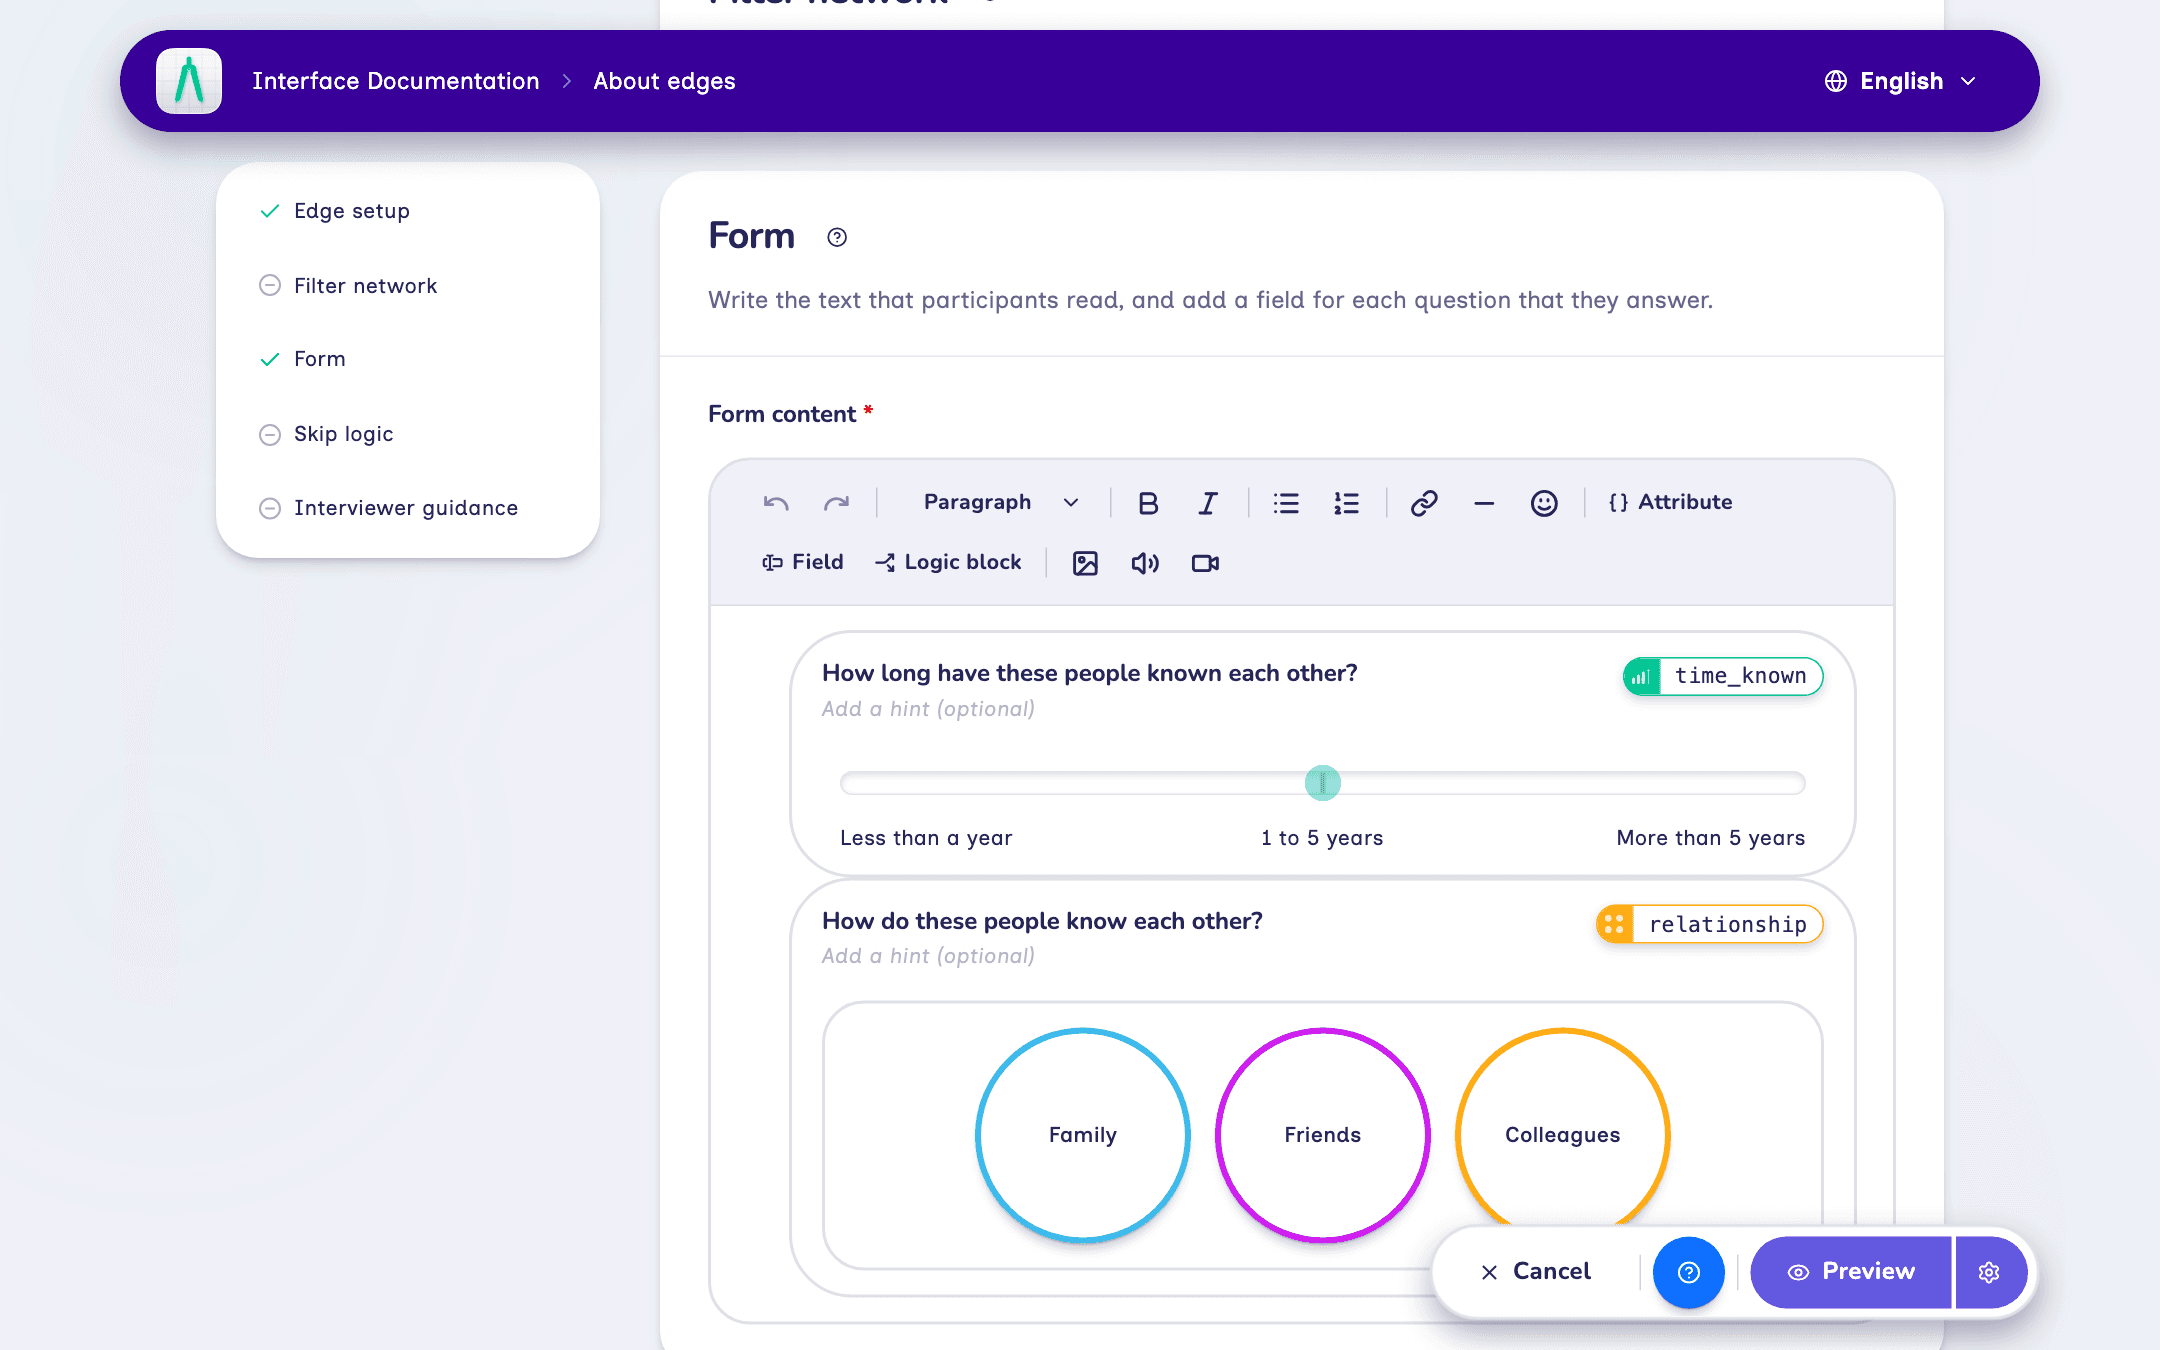 Filter network
Interface Documentation
About edges
English
Edge setup
Filter network
Form
Skip logic
Interviewer guidance
Form
Write the text that participants read, and add a field for each question that they answer.
Form content *
Paragraph
Attribute
Field
Logic block
How long have these people known each other?
time_known
Add a hint (optional)
Less than a year
1 to 5 years
More than 5 years
How do these people know each other?
relationship
Add a hint (optional)
Family
Friends
Colleagues
Cancel
Preview